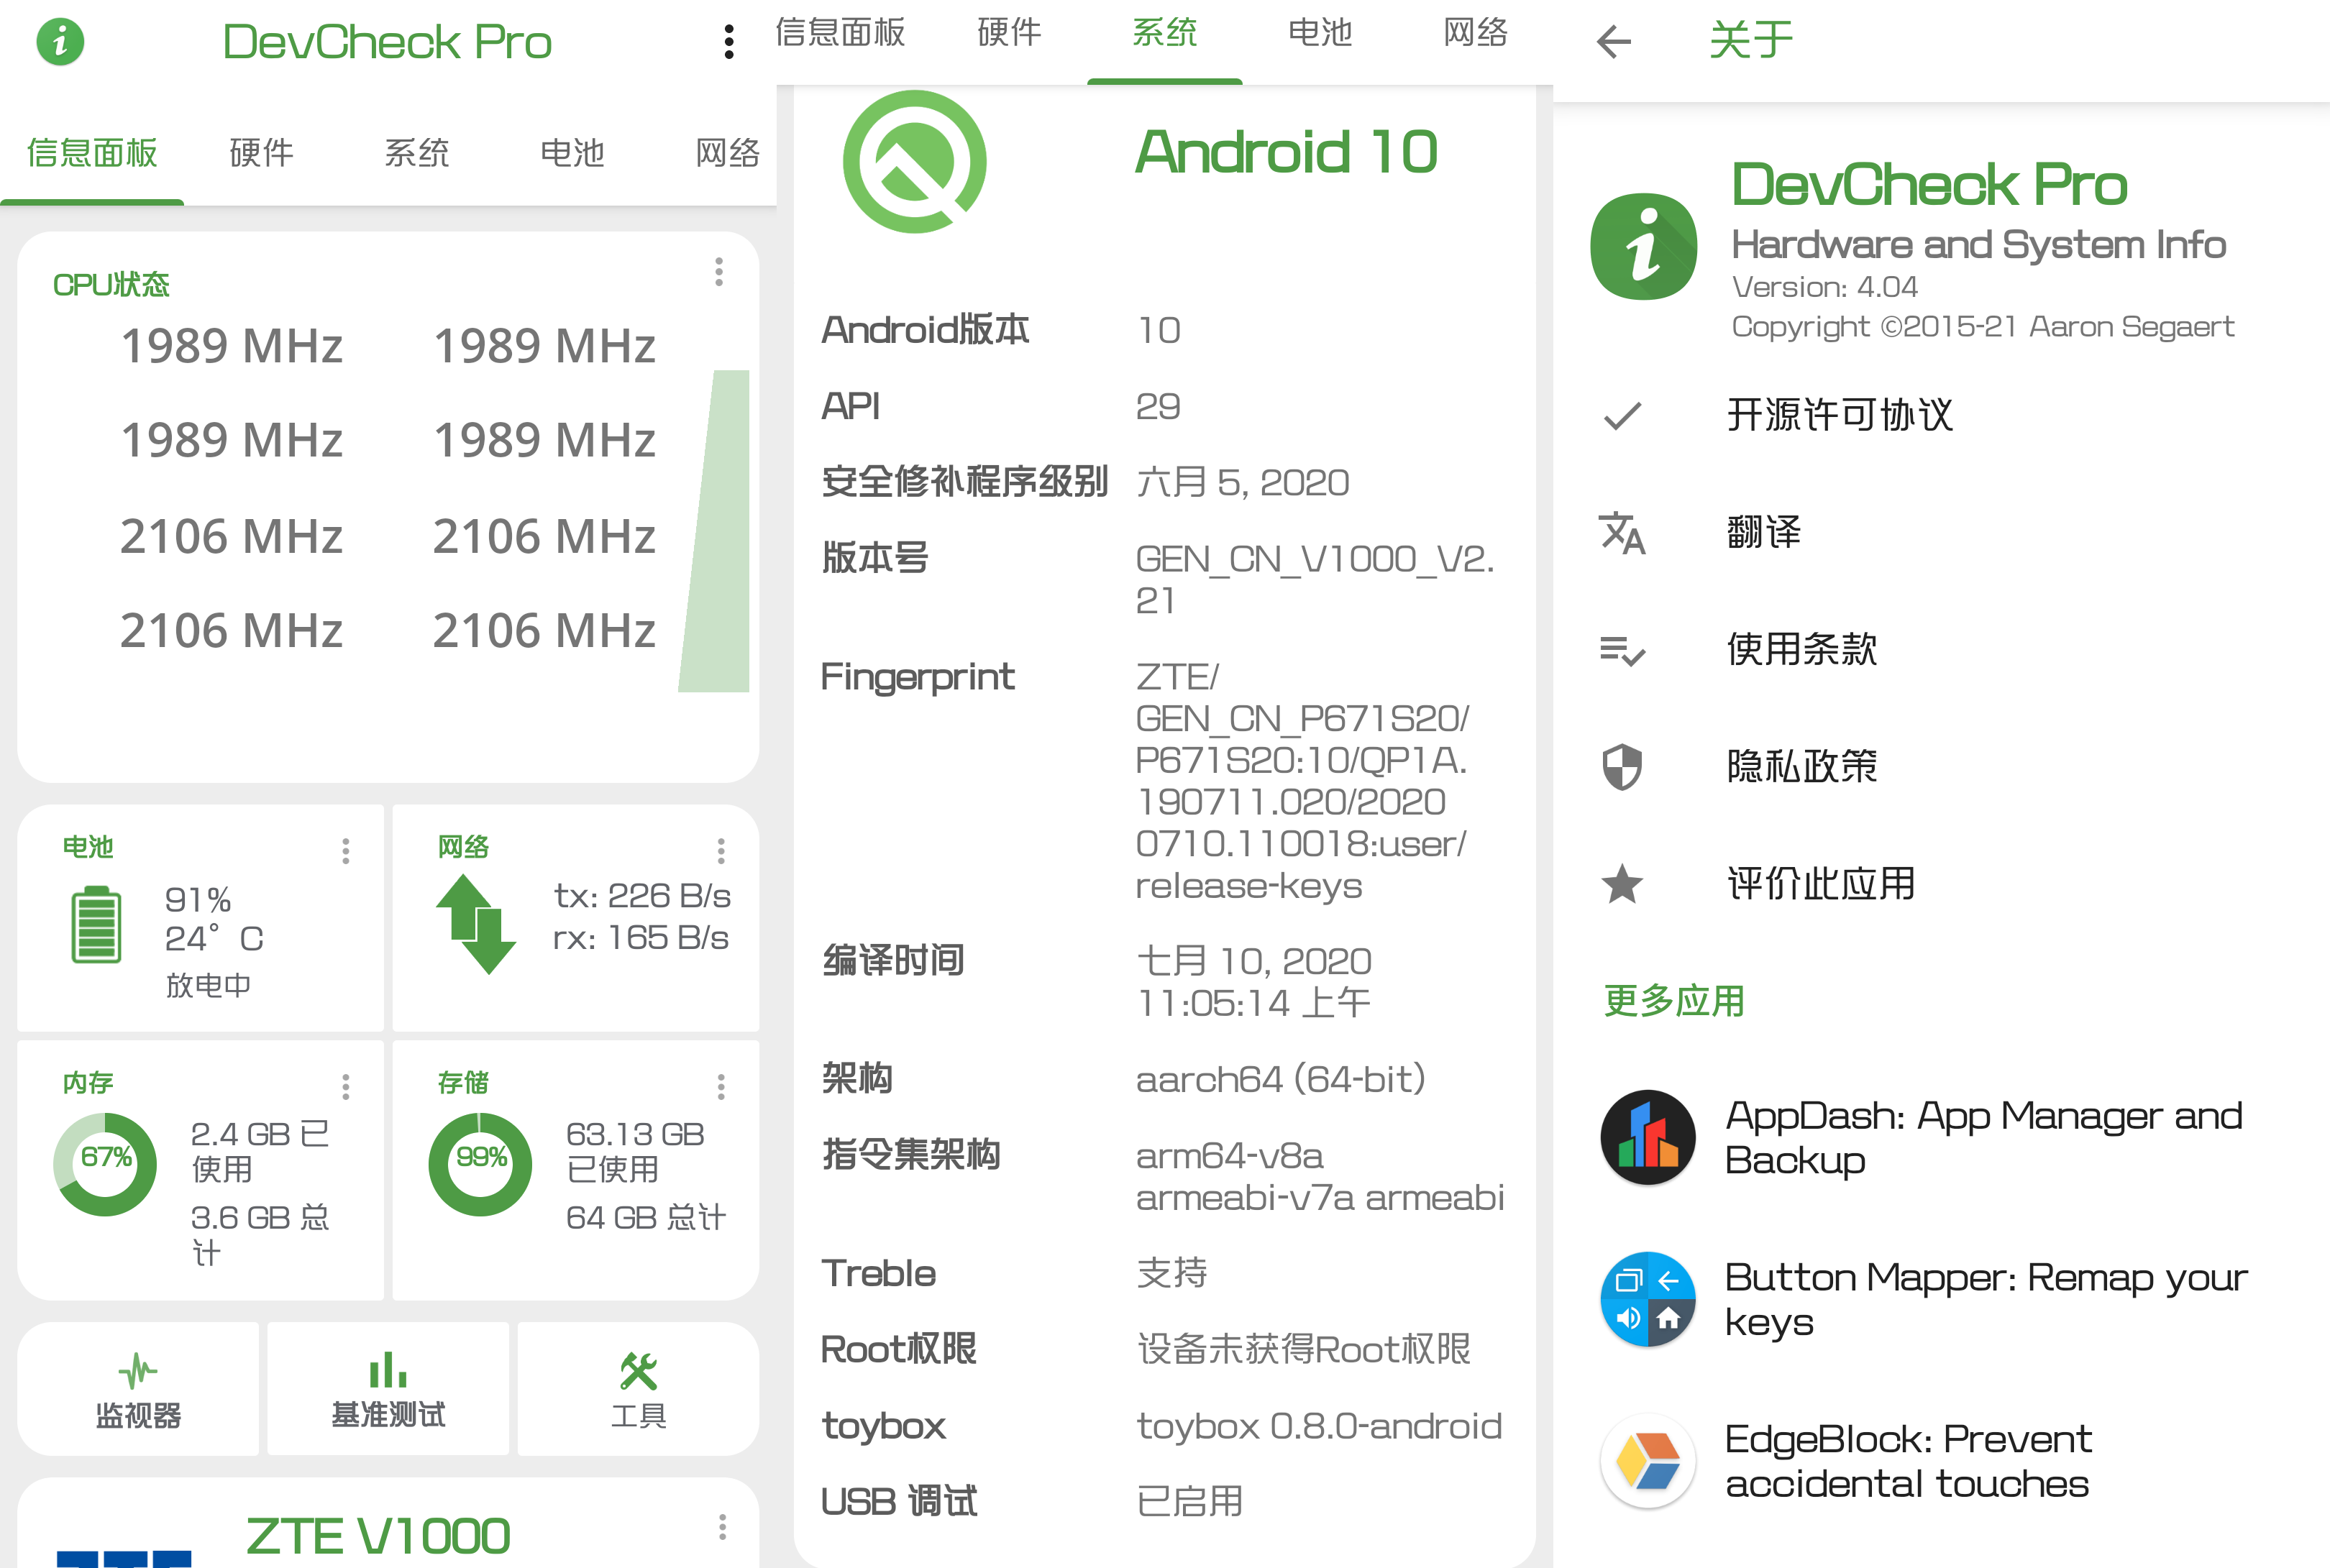 DevCheck Pro
信息面板
硬件
系统
电池
网络
CPU状态
1989 MHz
1989 MHz
1989 MHz
1989 MHz
2106 MHz
2106 MHz
2106 MHz
2106 MHz
电池
91%
24° C
放电中
网络
tx: 226 B/s
rx: 165 B/s
内存
67%
2.4 GB 已
使用
3.6 GB 总
计
存储
99%
63.13 GB
已使用
64 GB 总计
监视器
基准测试
工具
ZTE V1000
信息面板
硬件
系统
电池
网络
Android 10
Android版本
10
API
29
安全修补程序级别
六月 5, 2020
版本号
GEN_CN_V1000_V2.
21
Fingerprint
ZTE/
GEN_CN_P671S20/
P671S20:10/QP1A.
190711.020/2020
0710.110018:user/
release-keys
编译时间
七月 10, 2020
11:05:14 上午
架构
aarch64 (64-bit)
指令集架构
arm64-v8a
armeabi-v7a armeabi
Treble
支持
Root权限
设备未获得Root权限
toybox
toybox 0.8.0-android
USB 调试
已启用
关于
DevCheck Pro
Hardware and System Info
Version: 4.04
Copyright ©2015-21 Aaron Segaert
开源许可协议
翻译
使用条款
隐私政策
评价此应用
更多应用
AppDash: App Manager and
Backup
Button Mapper: Remap your
keys
EdgeBlock: Prevent
accidental touches